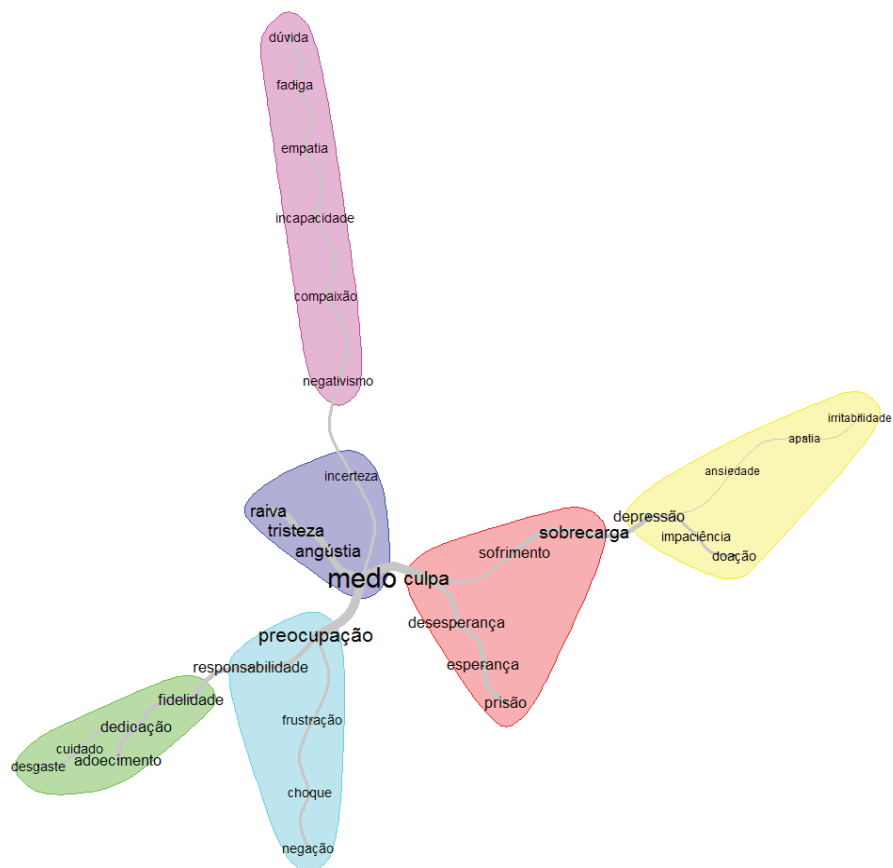 dúvida
fadiga
empatia
incapacidade
compaixão
negativismo
irritabilidade
apatia
ansiedade
incerteza
raiva
depressão
tristeza
sobrecarga
impaciência
angústia
sofrimento
doação
medo
culpa
desesperança
preocupação
responsabilidade
esperança
fidelidade
prisão
frustração
dedicação
cuidado
adoecimento
desgaste
choque
negação